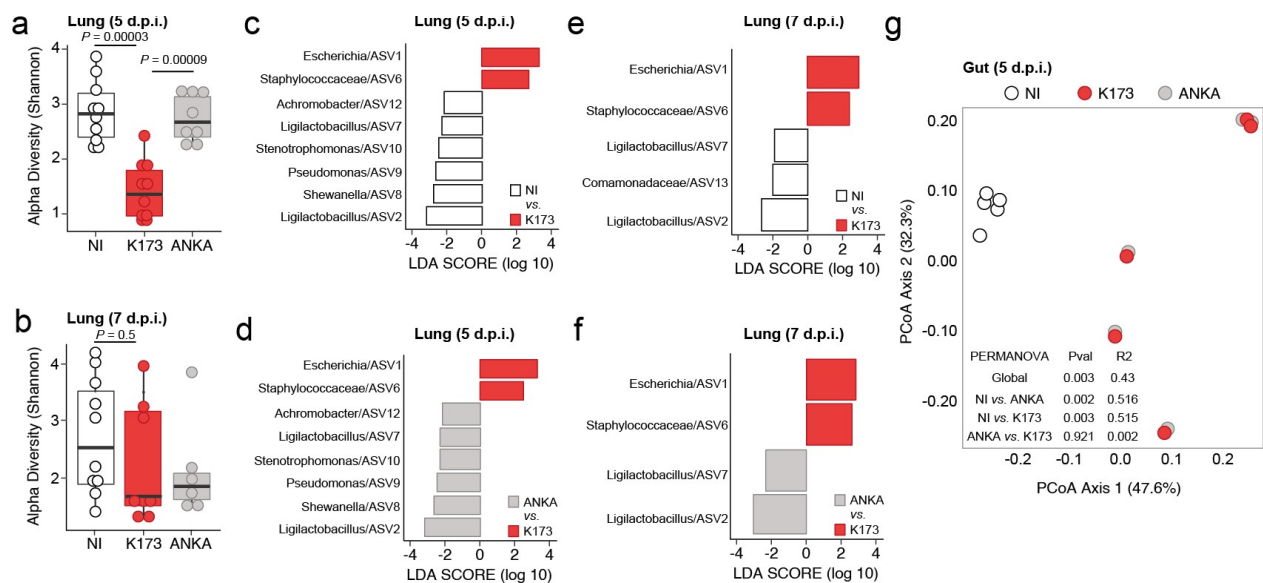 a
Lung (5 d.p.i.)
P = 0.00003
P = 0.00009
Alpha Diversity (Shannon)
4
3
2
1
NI K173 ANKA
b
Lung (7 d.p.i.)
P = 0.5
Alpha Diversity (Shannon)
4
3
2
NI K173 ANKA
c
Lung (5 d.p.i.)
Escherichia/ASV1
Staphylococcaceae/ASV6
Achromobacter/ASV12
Ligilactobacillus/ASV7
Stenotrophomonas/ASV10
Pseudomonas/ASV9
Shewanella/ASV8
Ligilactobacillus/ASV2
NI
vs.
K173
-4 -2 0 2 4
LDA SCORE (log 10)
d
Lung (5 d.p.i.)
Escherichia/ASV1
Staphylococcaceae/ASV6
Achromobacter/ASV12
Ligilactobacillus/ASV7
Stenotrophomonas/ASV10
Pseudomonas/ASV9
Shewanella/ASV8
Ligilactobacillus/ASV2
ANKA
vs.
K173
-4 -2 0 2 4
LDA SCORE (log 10)
e
Lung (7 d.p.i.)
Escherichia/ASV1
Staphylococcaceae/ASV6
Ligilactobacillus/ASV7
Comamonadaceae/ASV13
Ligilactobacillus/ASV2
NI
vs.
K173
-4 -2 0 2 4
LDA SCORE (log 10)
f
Lung (7 d.p.i.)
Escherichia/ASV1
Staphylococcaceae/ASV6
Ligilactobacillus/ASV7
Ligilactobacillus/ASV2
ANKA
vs.
K173
-4 -2 0 2 4
LDA SCORE (log 10)
g
Gut (5 d.p.i.)
NI K173 ANKA
PCoA Axis 2 (32.3%)
0.20
0.10
0.00
-0.10
-0.20
PERMANOVA Pval R2
Global 0.003 0.43
NI vs. ANKA 0.002 0.516
NI vs. K173 0.003 0.515
ANKA vs. K173 0.921 0.002
-0.2 0.0 0.2
PCoA Axis 1 (47.6%)